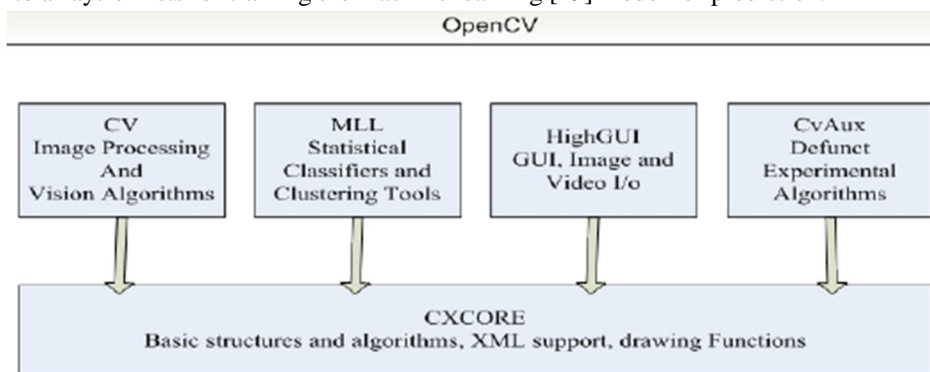 OpenCV
CV
Image Processing
And
Vision Algorithms
MLL
Statistical
Classifiers and
Clustering Tools
HighGUI
GUI, Image and
Video I/o
CvAux
Defunct
Experimental
Algorithms
CXCORE
Basic structures and algorithms, XML support, drawing Functions